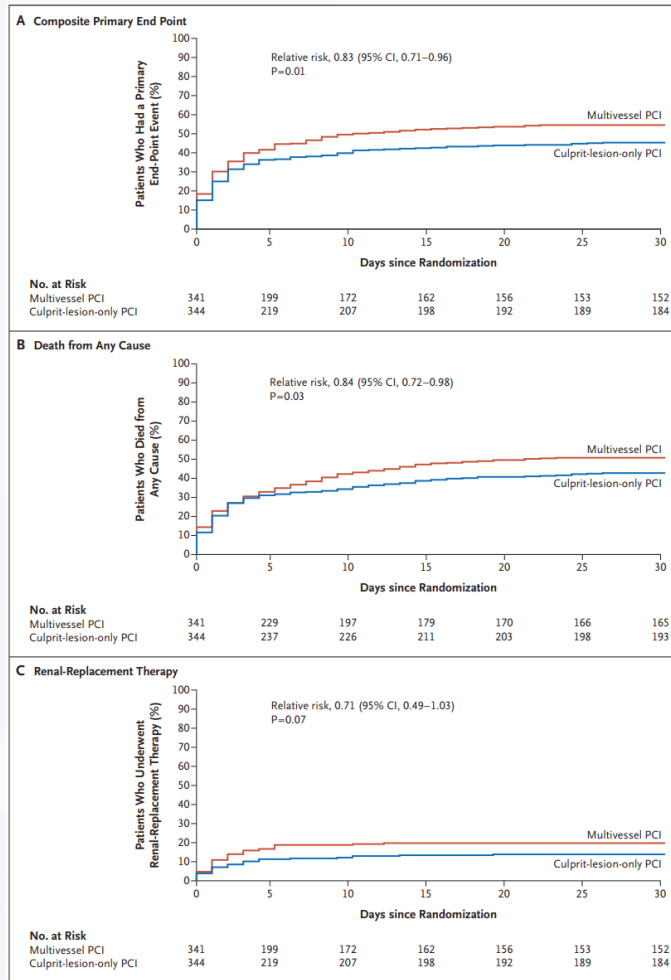 A Composite Primary End Point
Patients Who Had a Primary
End-Point Event (%)
100
90
80
70
60
50
40
30
20
10
0
Relative risk, 0.83 (95% CI, 0.71–0.96)
P=0.01
Multivessel PCI
Culprit-lesion-only PCI
0 5 10 15 20 25 30
Days since Randomization
No. at Risk
Multivessel PCI 341 199 172 162 156 153 152
Culprit-lesion-only PCI 344 219 207 198 192 189 184
B Death from Any Cause
Patients Who Died from
Any Cause (%)
100
90
80
70
60
50
40
30
20
10
0
Relative risk, 0.84 (95% CI, 0.72–0.98)
P=0.03
Multivessel PCI
Culprit-lesion-only PCI
0 5 10 15 20 25 30
Days since Randomization
No. at Risk
Multivessel PCI 341 229 197 179 170 166 165
Culprit-lesion-only PCI 344 237 226 211 203 198 193
C Renal-Replacement Therapy
Patients Who Underwent
Renal-Replacement Therapy (%)
100
90
80
70
60
50
40
30
20
10
0
Relative risk, 0.71 (95% CI, 0.49–1.03)
P=0.07
Multivessel PCI
Culprit-lesion-only PCI
0 5 10 15 20 25 30
Days since Randomization
No. at Risk
Multivessel PCI 341 199 172 162 156 153 152
Culprit-lesion-only PCI 344 219 207 198 192 189 184